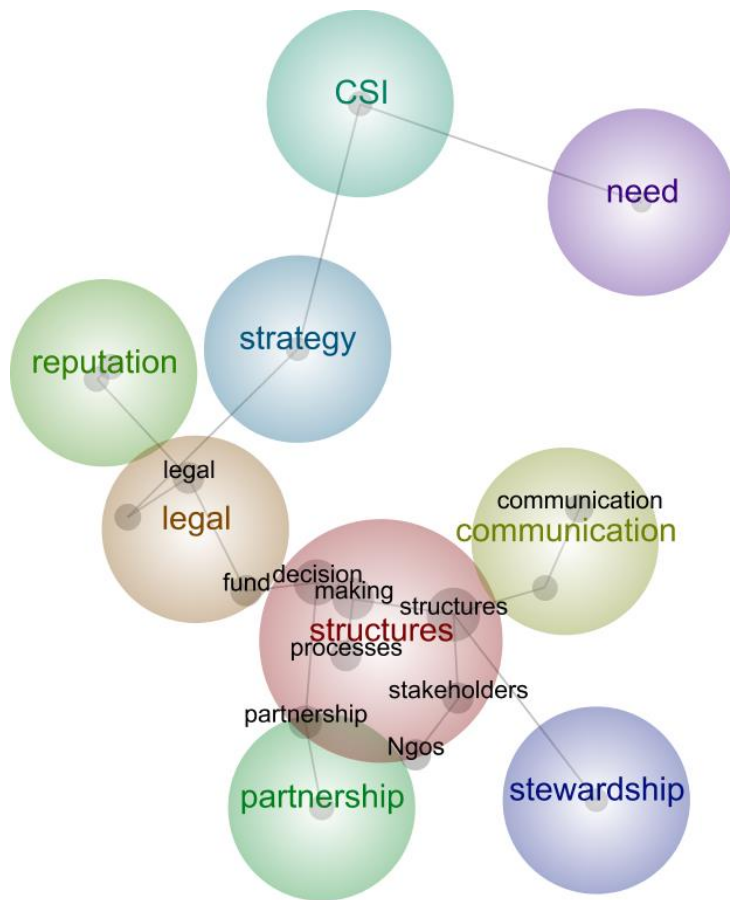 CSI
need
strategy
reputation
legal
legal
communication
communication
fund
decision
making
structures
structures
processes
stakeholders
partnership
Ngos
partnership
stewardship